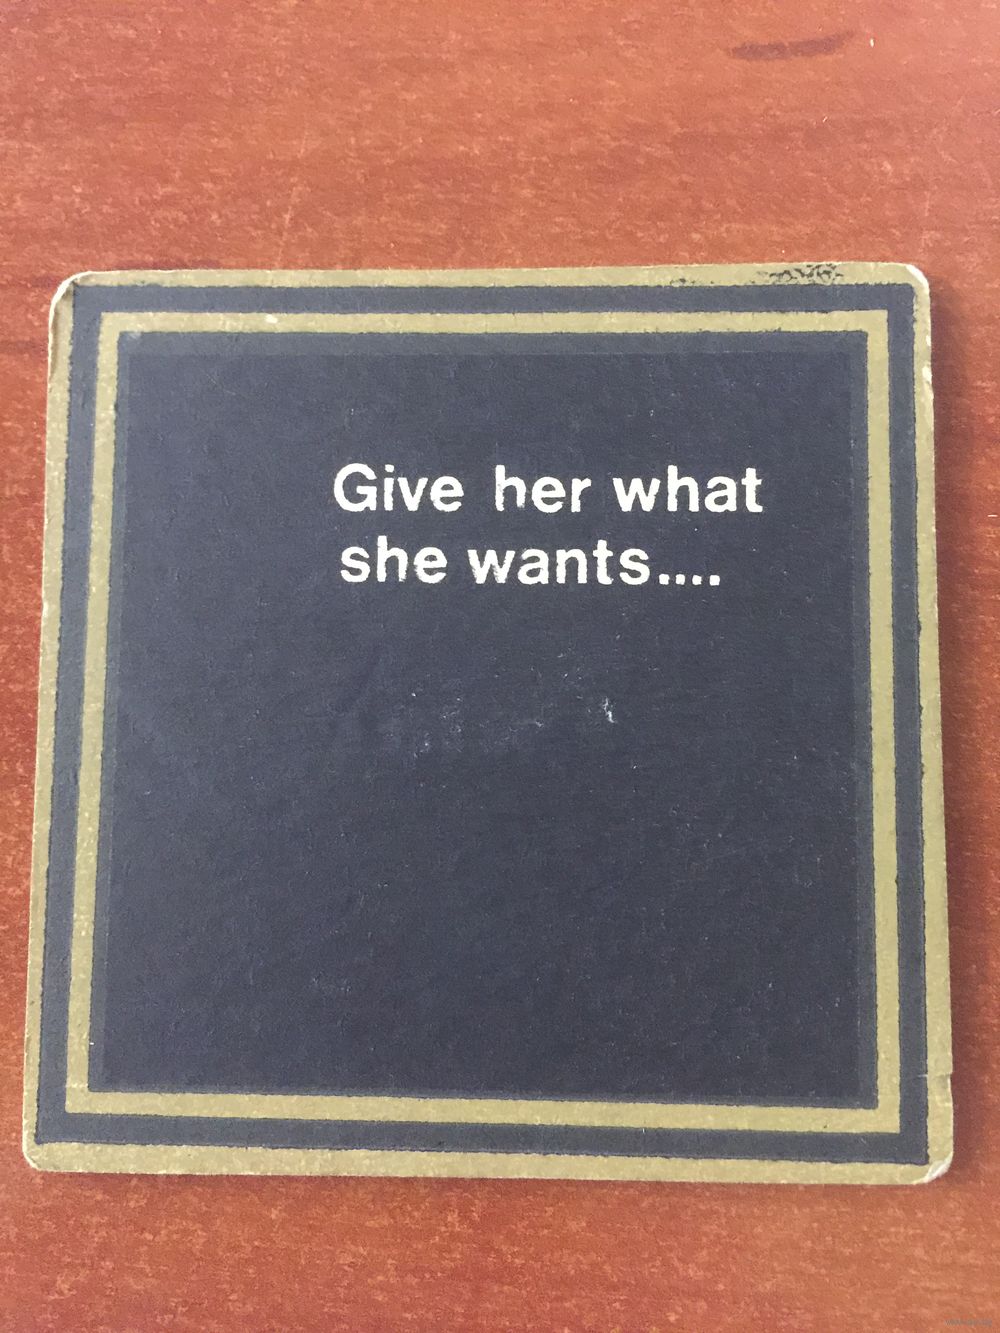 Give her what
she wants....